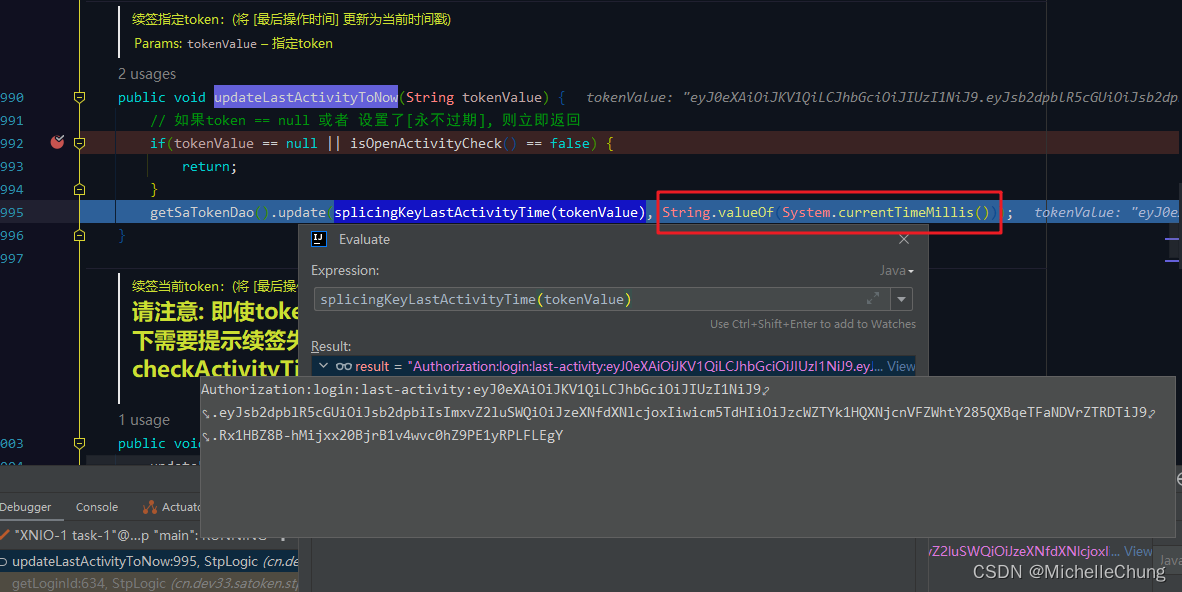 续签指定token：(将 [最后操作时间] 更新为当前时间戳)
Params: tokenValue – 指定token
2 usages
990 public void updateLastActivityToNow(String tokenValue) { tokenValue: "eyJ0eXAiOiJKV1QiLCJhbGciOiJIUzI1NiJ9.eyJsb2dpblR5cGUiOiJsb2dp
991 // 如果token == null 或者 设置了[永不过期], 则立即返回
992 if(tokenValue == null || isOpenActivityCheck() == false) {
993 return;
994 }
995 getSaTokenDao().update(splicingKeyLastActivityTime(tokenValue), String.valueOf(System.currentTimeMillis())); tokenValue: "eyJ0e
996 }
997
Evaluate
Expression:
Java
splicingKeyLastActivityTime(tokenValue)
Use Ctrl+Shift+Enter to add to Watches
Result:
oo result = "Authorization:login:last-activity:eyJ0eXAiOiJKV1QiLCJhbGciOiJIUzI1NiJ9.eyJ... View
续签当前token：(将 [最后操
请注意: 即使toke
下需要提示续签失
checkActivityTi
Authorization:login:last-activity:eyJ0eXAiOiJKV1QiLCJhbGciOiJIUzI1NiJ9
.eyJsb2dpblR5cGUiOiJsb2dpbiIsImxvZ2luSWQiOiJzeXNfdXNlcjoxIiwicm5TdHIiOiJzcWZTYk1HQXNjcnVFZWhtY285QXBqeTFaNDVrZTRDTiJ9
.Rx1HBZ8B-hMijxx20BjrB1v4wvc0hZ9PE1yRPLFLEgY
1 usage
003 public voi
Debugger Console Actuato
"XNIO-1 task-1"@...p "main": RUNNING
updateLastActivityToNow:995, StpLogic (cn.de
vZ2luSWQiOiJzeXNfdXNlcjoxI... View
Java
getLoginId:634, StpLogic (cn.dev33.satoken.st
CSDN @MichelleChung